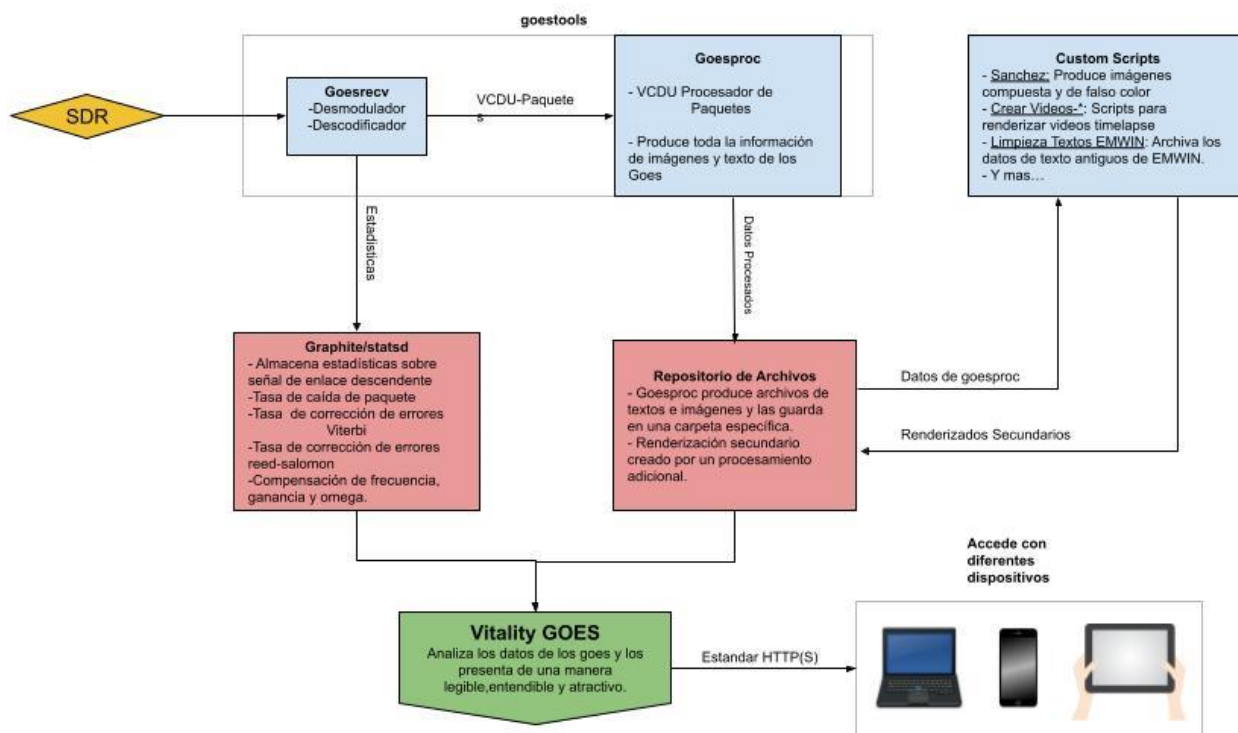 goestools
SDR
Goesrecv
-Desmodulador
-Descodificador
VCDU-Paquete
s
Goesproc
- VCDU Procesador de
Paquetes
- Produce toda la información
de imágenes y texto de los
Goes
Custom Scripts
- Sanchez: Produce imágenes
compuesta y de falso color
- Crear Videos-*: Scripts para
renderizar videos timelapse
- Limpieza Textos EMWIN: Archiva los
datos de texto antiguos de EMWIN.
- Y mas…
Estadísticas
Datos Procesados
Graphite/statsd
- Almacena estadísticas sobre
señal de enlace descendente
-Tasa de caída de paquete
-Tasa de corrección de errores
Viterbi
-Tasa de corrección de errores
reed-salomon
-Compensación de frecuencia,
ganancia y omega.
Repositorio de Archivos
- Goesproc produce archivos de
textos e imágenes y las guarda
en una carpeta específica.
- Renderización secundario
creado por un procesamiento
adicional.
Datos de goesproc
Renderizados Secundarios
Vitality GOES
Analiza los datos de los goes y los
presenta de una manera
legible,entendible y atractivo.
Estandar HTTP(S)
Accede con
diferentes
dispositivos